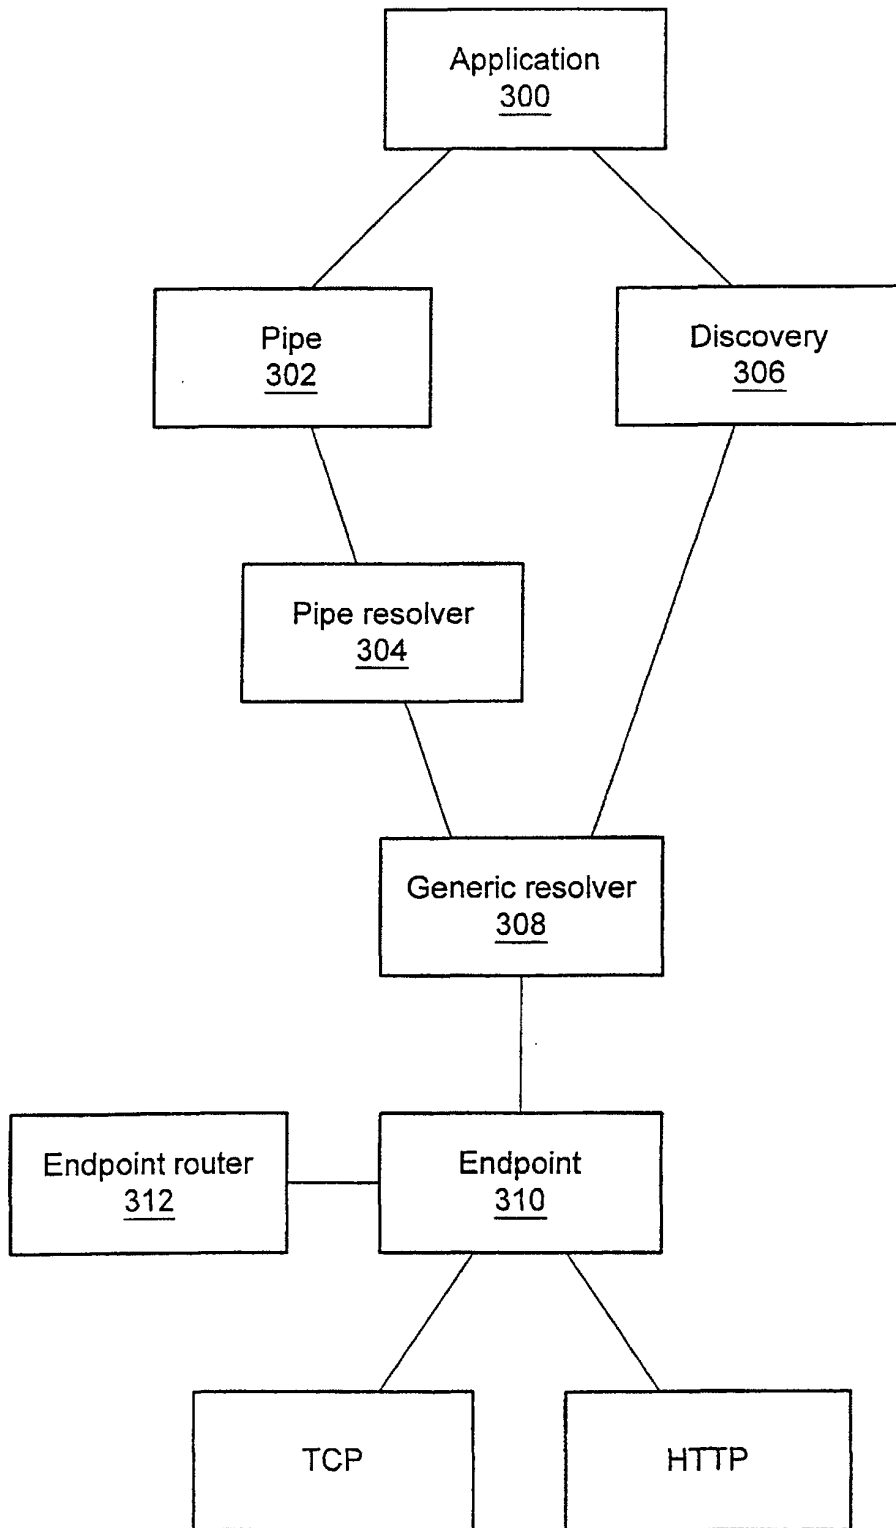 Application
300
Pipe
302
Discovery
306
Pipe resolver
304
Generic resolver
308
Endpoint router
312
Endpoint
310
TCP
HTTP